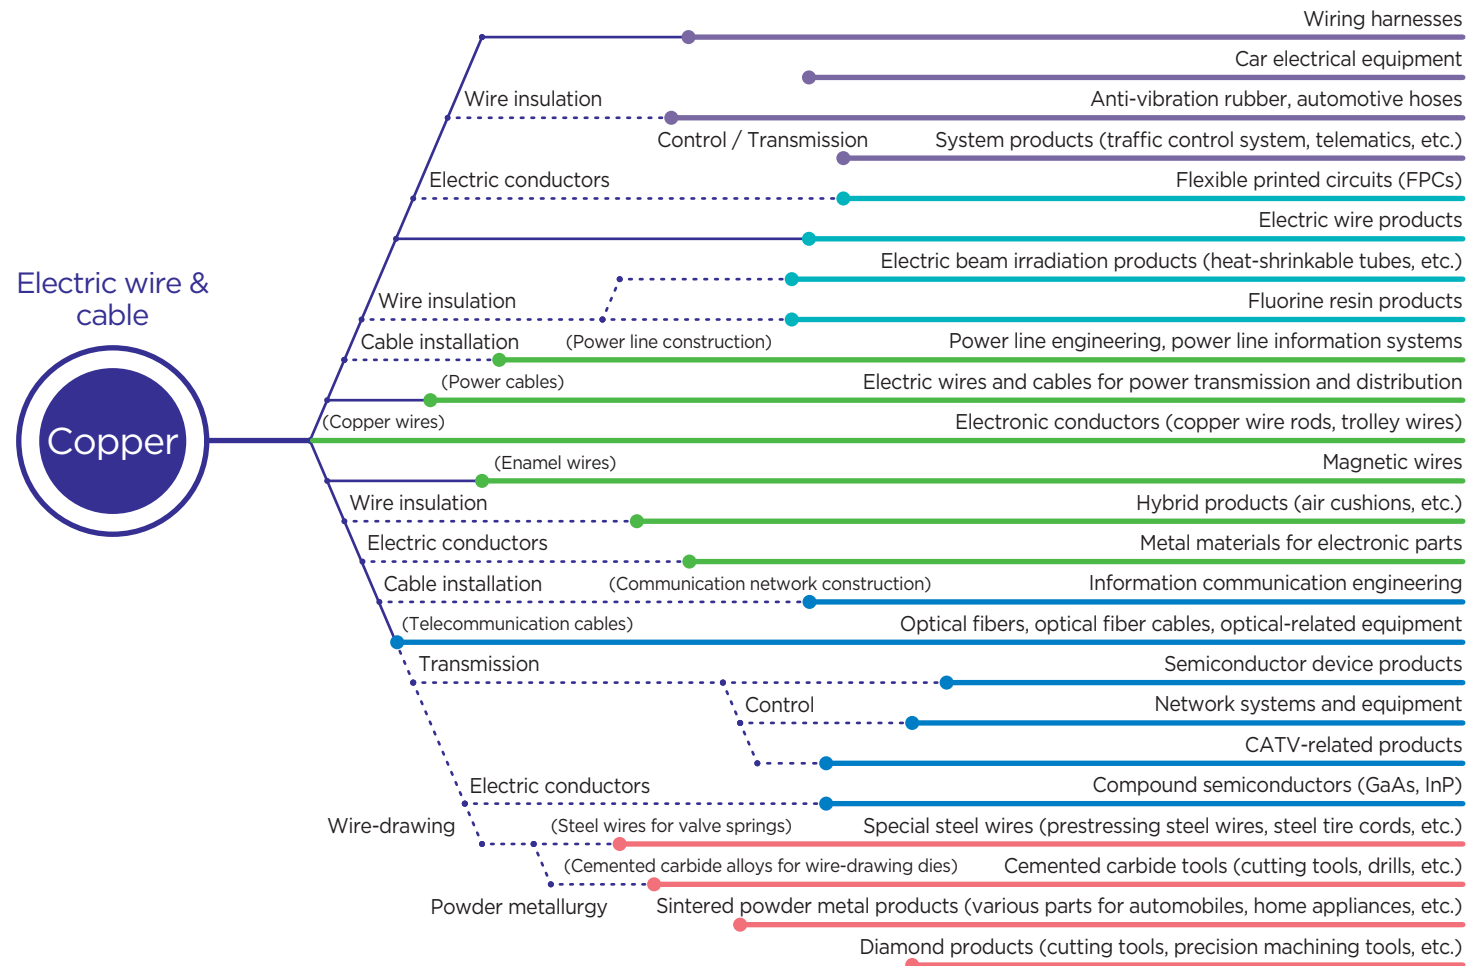 Wiring harnesses
Car electrical equipment
Wire insulation
Anti-vibration rubber, automotive hoses
Control / Transmission
System products (traffic control system, telematics, etc.)
Electric conductors
Flexible printed circuits (FPCs)
Electric wire products
Electric beam irradiation products (heat-shrinkable tubes, etc.)
Electric wire &
cable
Wire insulation
Fluorine resin products
Cable installation
(Power line construction)
Power line engineering, power line information systems
(Power cables)
Electric wires and cables for power transmission and distribution
Copper
(Copper wires)
Electronic conductors (copper wire rods, trolley wires)
(Enamel wires)
Magnetic wires
Wire insulation
Hybrid products (air cushions, etc.)
Electric conductors
Metal materials for electronic parts
Cable installation
(Communication network construction)
Information communication engineering
(Telecommunication cables)
Optical fibers, optical fiber cables, optical-related equipment
Transmission
Semiconductor device products
Control
Network systems and equipment
CATV-related products
Electric conductors
Compound semiconductors (GaAs, InP)
Wire-drawing
(Steel wires for valve springs)
Special steel wires (prestressing steel wires, steel tire cords, etc.)
(Cemented carbide alloys for wire-drawing dies)
Cemented carbide tools (cutting tools, drills, etc.)
Powder metallurgy
Sintered powder metal products (various parts for automobiles, home appliances, etc.)
Diamond products (cutting tools, precision machining tools, etc.)